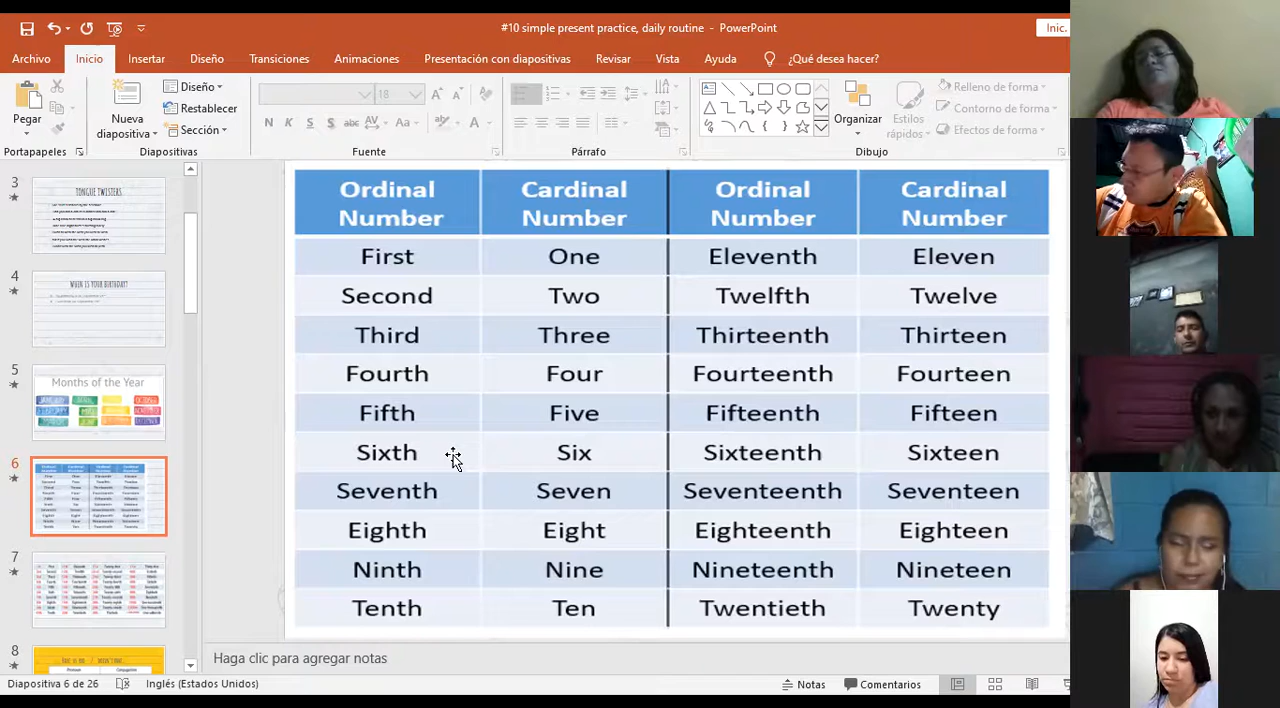 #10 simple present practice, daily routine - PowerPoint
Inic.
Archivo Inicio Insertar Diseño Transiciones Animaciones Presentación con diapositivas Revisar Vista Ayuda ¿Qué desea hacer?
Pegar
Nueva diapositiva
Diseño
Restablecer
Sección
18
N K S S abc AV Aa A
Organizar
Estilos rápidos
Relleno de forma
Contorno de forma
Efectos de forma
Portapapeles Diapositivas Fuente Párrafo Dibujo
3
TONGUE TWISTERS
4
WHEN IS YOUR BIRTHDAY?
5
Months of the Year
6
7
8
Ordinal Number Cardinal Number Ordinal Number Cardinal Number
First One Eleventh Eleven
Second Two Twelfth Twelve
Third Three Thirteenth Thirteen
Fourth Four Fourteenth Fourteen
Fifth Five Fifteenth Fifteen
Sixth Six Sixteenth Sixteen
Seventh Seven Seventeenth Seventeen
Eighth Eight Eighteenth Eighteen
Ninth Nine Nineteenth Nineteen
Tenth Ten Twentieth Twenty
Haga clic para agregar notas
Diapositiva 6 de 26 Inglés (Estados Unidos) Notas Comentarios